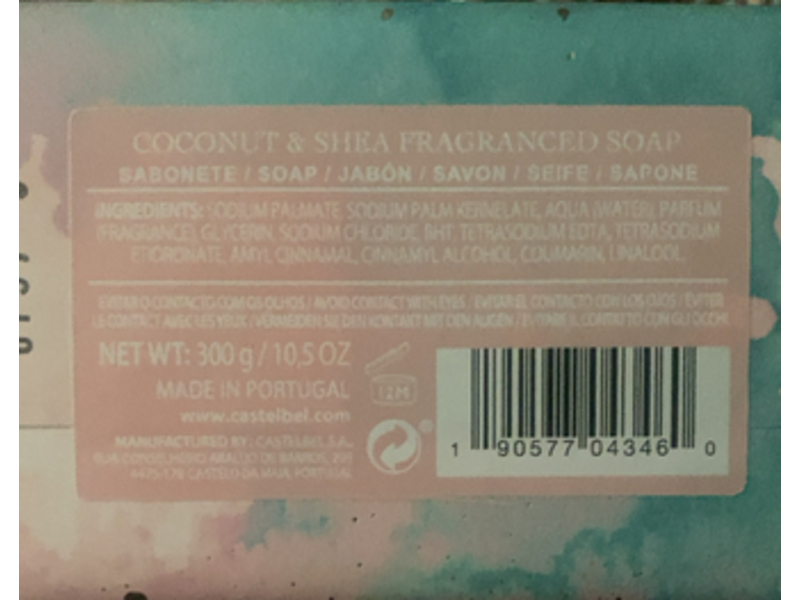 COCONUT & SHEA FRAGRANCED SOAP
SABONETE / SOAP / JABÓN / SAVON / SEIFE / SAPONE
INGREDIENTS: SODIUM PALMATE, SODIUM PALM KERNELATE, AQUA (WATER), PARFUM
(FRAGRANCE), GLYCERIN, SODIUM CHLORIDE, BHT, TETRASODIUM EDTA, TETRASODIUM
ETIDRONATE, AMYL CINNAMAL, CINNAMYL ALCOHOL, COUMARIN, LINALOOL.
EVITAR O CONTACTO COM OS OLHOS / AVOID CONTACT WITH EYES / EVITAR EL CONTACTO CON LOS OJOS / EVITER
LE CONTACT AVEC LES YEUX / VERMEIDEN SIE DEN KONTAKT MIT DEN AUGEN / EVITARE IL CONTATTO CON GLI OCCHI
NET WT: 300 g / 10,5 OZ
12M
MADE IN PORTUGAL
www.castelbel.com
MANUFACTURED BY: CASTELBEL S.A.
RUA CONSELHEIRO
CASTELO DA MAIA, PORTUGAL
1 90577 04346 0